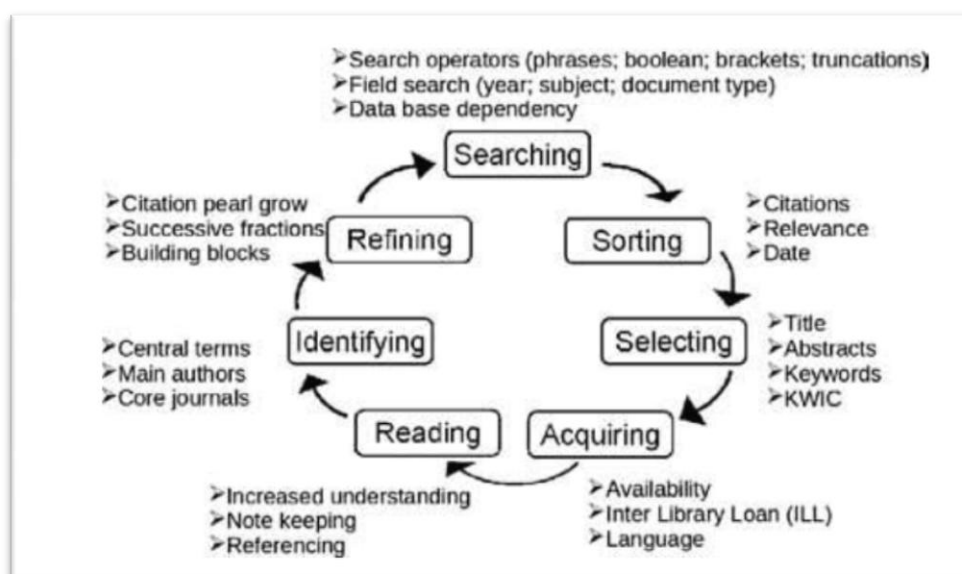 ➢Search operators (phrases; boolean; brackets; truncations)
➢Field search (year; subject; document type)
➢Data base dependency
Searching
➢Citations
➢Relevance
➢Date
Sorting
➢Title
➢Abstracts
➢Keywords
➢KWIC
Selecting
Acquiring
➢Availability
➢Inter Library Loan (ILL)
➢Language
Reading
➢Increased understanding
➢Note keeping
➢Referencing
Identifying
➢Central terms
➢Main authors
➢Core journals
Refining
➢Citation pearl grow
➢Successive fractions
➢Building blocks